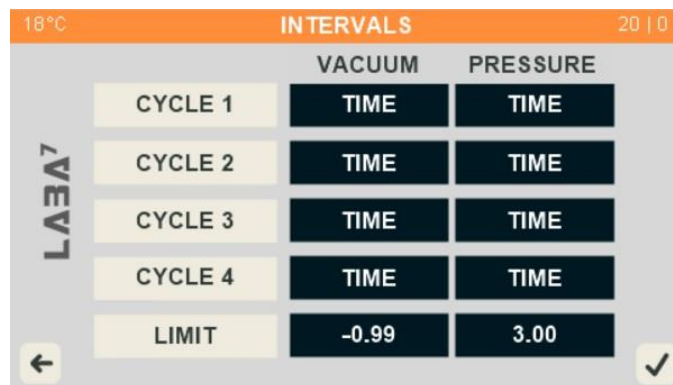 18°C INTERVALS 20 | 0
VACUUM PRESSURE
CYCLE 1 TIME TIME
CYCLE 2 TIME TIME
CYCLE 3 TIME TIME
CYCLE 4 TIME TIME
LIMIT -0.99 3.00
LABA7